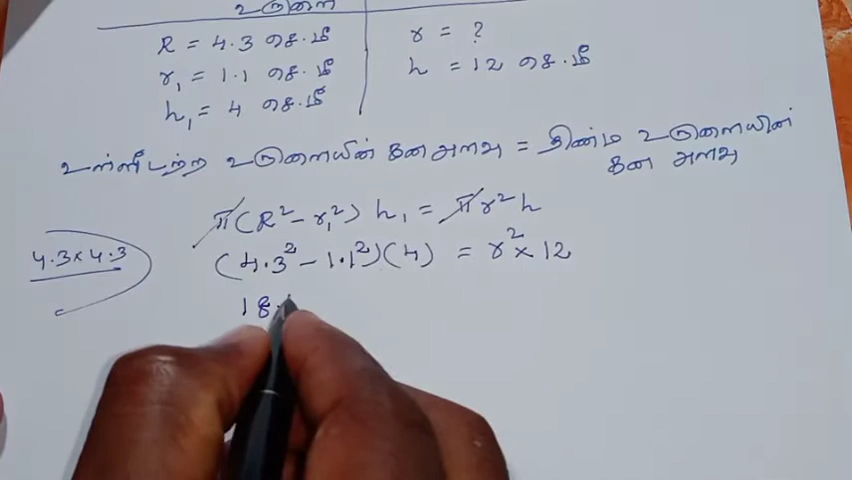 உருளை
R = 4.3 செ.மீ
r = ?
r₁ = 1.1 செ.மீ
h = 12 செ.மீ
h₁ = 4 செ.மீ
உள்ளீடற்ற உருளையின் கன அளவு = திண்ம உருளையின்
கன அளவு
π(R² - r₁²) h₁ = πr²h
4.3×4.3
(4.3² - 1.1²)(4) = r² × 12
18.